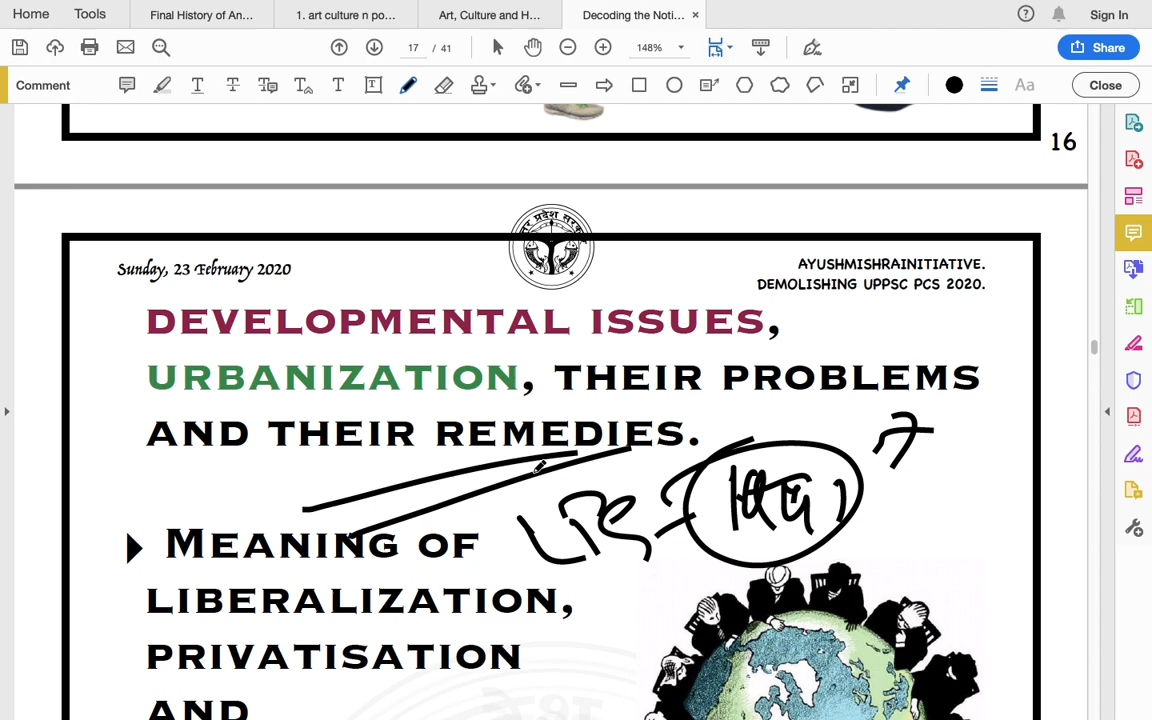 Home Tools Final History of An... 1. art culture n po... Art, Culture and H... Decoding the Noti... × Sign In
17 / 41 148% Share
Comment Aa Close
16
Sunday, 23 February 2020
AYUSHMISHRAINITIATIVE.
DEMOLISHING UPPSC PCS 2020.
DEVELOPMENTAL ISSUES,
URBANIZATION, THEIR PROBLEMS
AND THEIR REMEDIES.
MEANING OF
LIBERALIZATION,
PRIVATISATION
AND